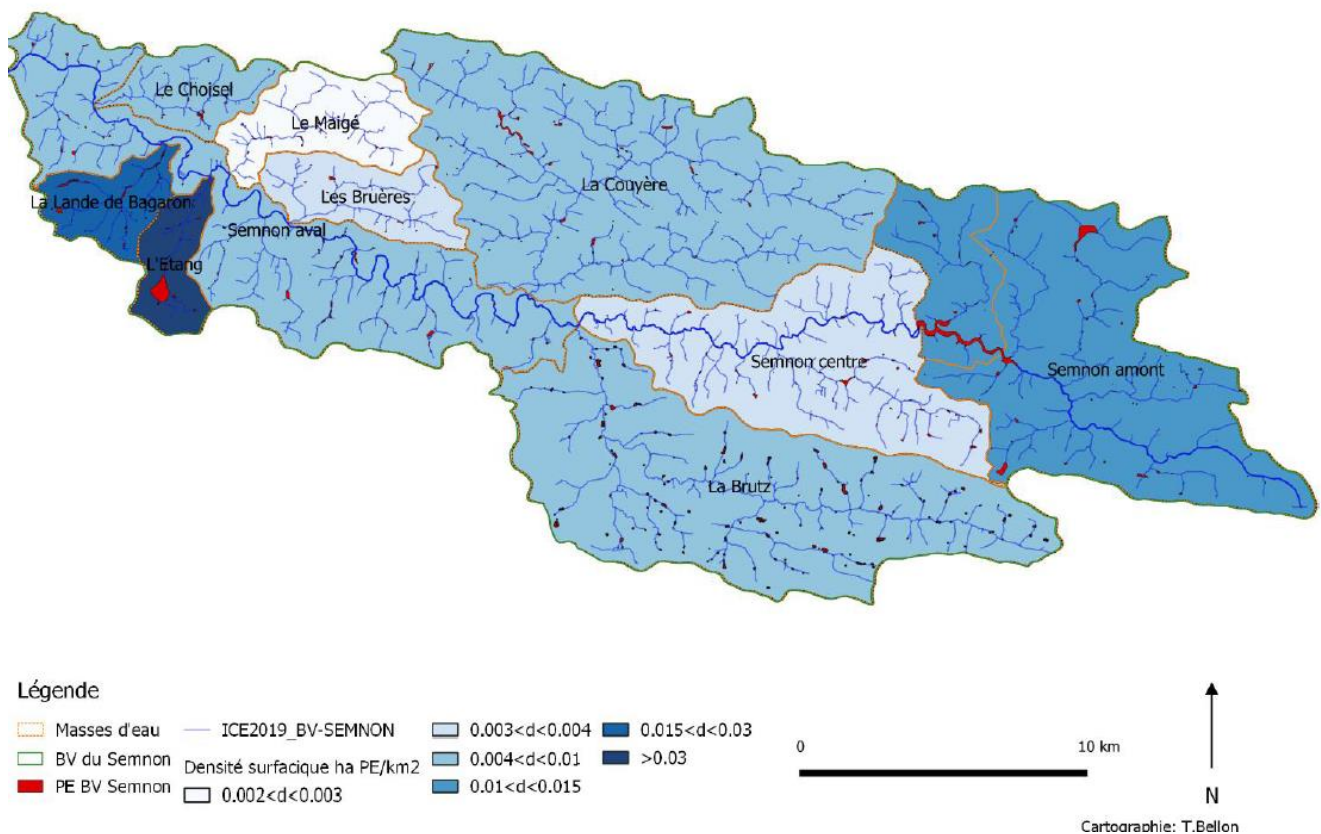 Le Choisel
Le Maigé
La Couyère
Les Bruères
La Lande de Bagaron
Semnon aval
L'Etang
Semnon centre
Semnon amont
La Brutz
Légende
Masses d'eau
BV du Semnon
PE BV Semnon
ICE2019_BV-SEMNON
Densité surfacique ha PE/km2
0.002<d<0.003
0.003<d<0.004
0.004<d<0.01
0.01<d<0.015
0.015<d<0.03
>0.03
0
10 km
N
Cartographie: T.Bellon